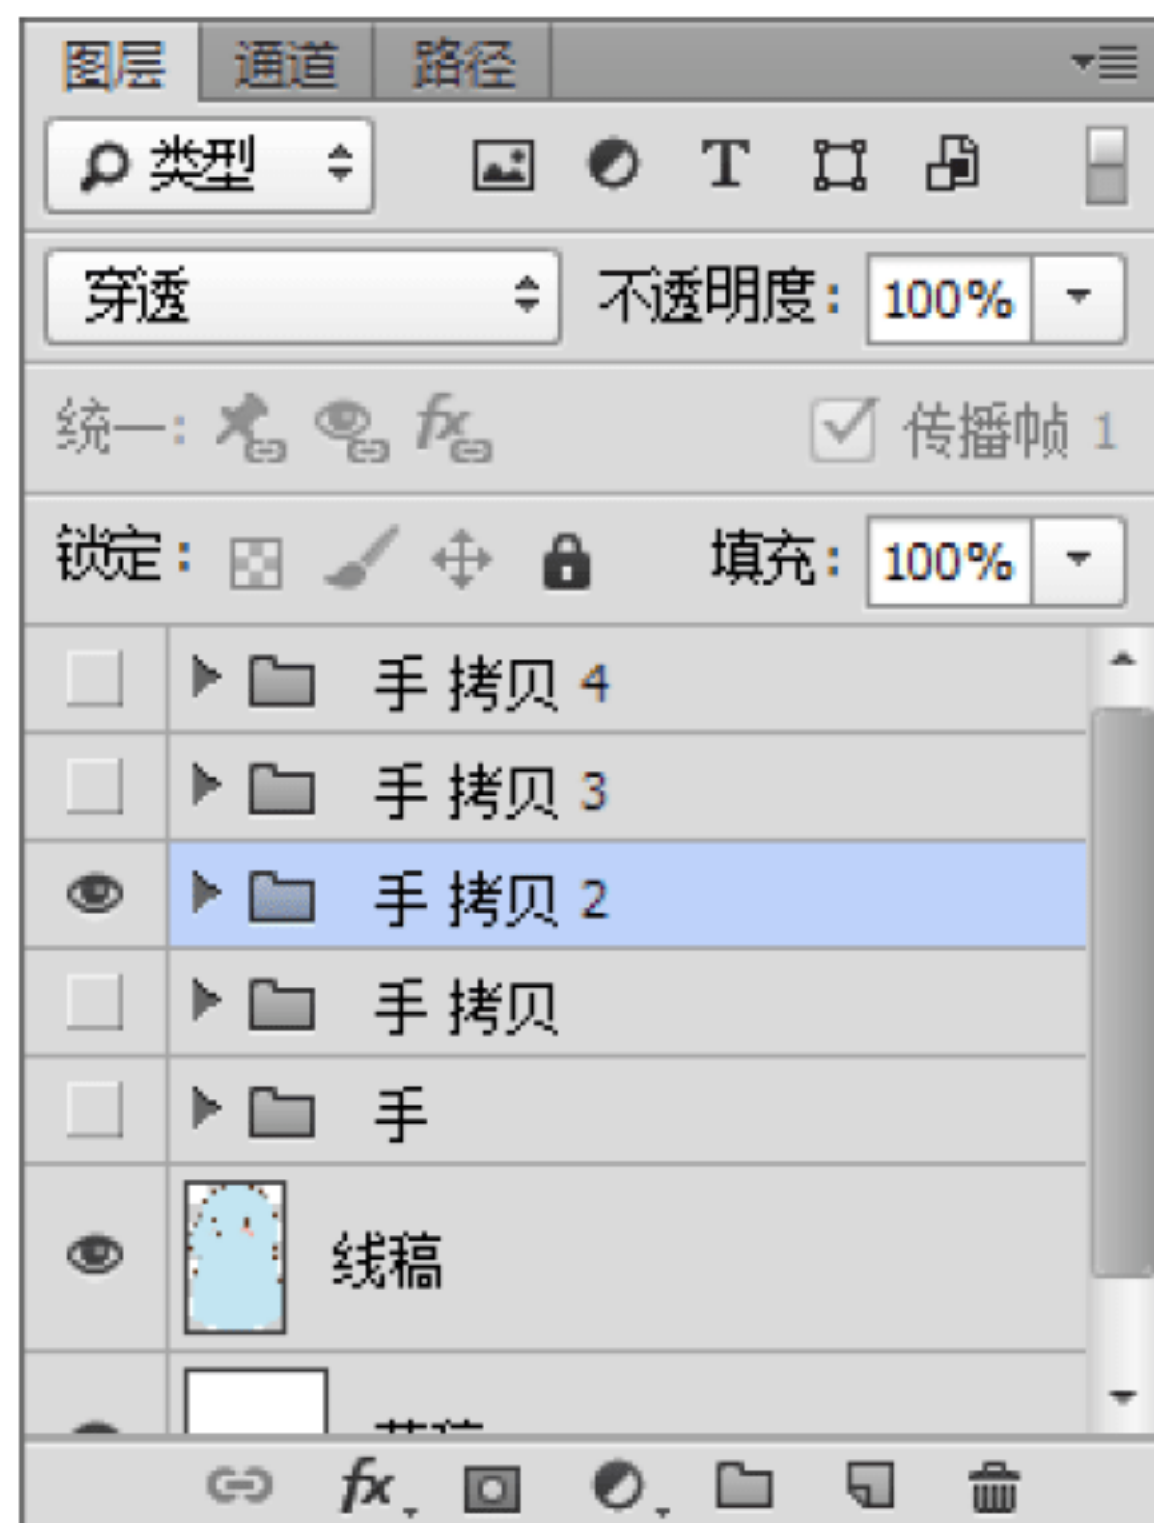 图层 通道 路径
类型 T
穿透 不透明度: 100%
统一: fx 传播帧 1
锁定: 填充: 100%
手 拷贝 4
手 拷贝 3
手 拷贝 2
手 拷贝
手
线稿
fx